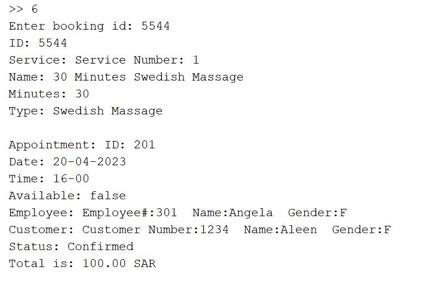 >> 6
Enter booking id: 5544
ID: 5544
Service: Service Number: 1
Name: 30 Minutes Swedish Massage
Minutes: 30
Type: Swedish Massage
Appointment: ID: 201
Date: 20-04-2023
Time: 16-00
Available: false
Employee: Employee#:301  Name:Angela  Gender:F
Customer: Customer Number:1234  Name:Aleen  Gender:F
Status: Confirmed
Total is: 100.00 SAR